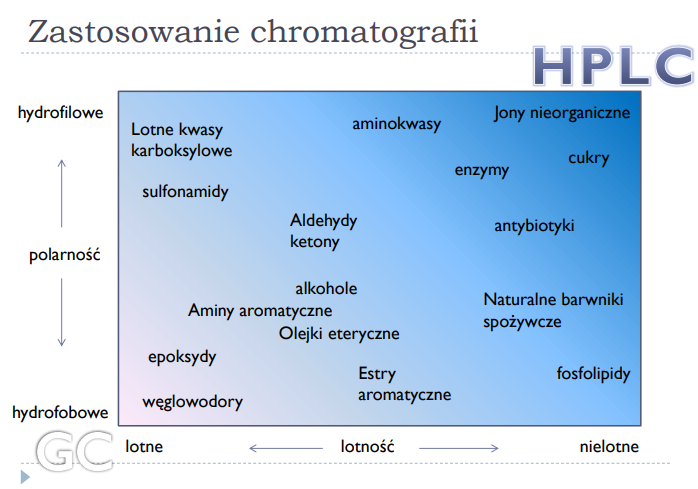 Zastosowanie chromatografii
HPLC
hydrofilowe
Jony nieorganiczne
aminokwasy
Lotne kwasy
karboksylowe
cukry
enzymy
sulfonamidy
Aldehydy
ketony
antybiotyki
polarność
alkohole
Aminy aromatyczne
Naturalne barwniki
spożywcze
Olejki eteryczne
epoksydy
Estry
aromatyczne
fosfolipidy
węglowodory
hydrofobowe
GC
lotne
lotność
nielotne